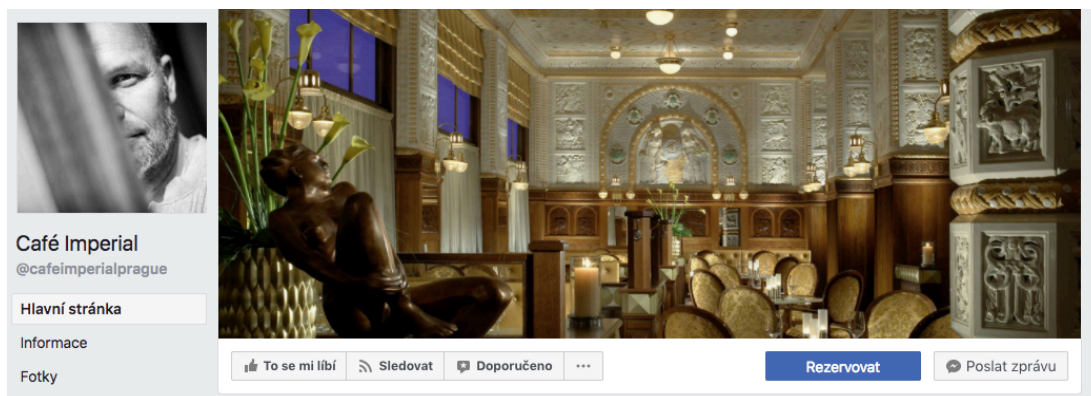 Café Imperial
@cafeimperialprague
Hlavní stránka
Informace
Fotky
To se mi líbí
Sledovat
Doporučeno
Rezervovat
Poslat zprávu